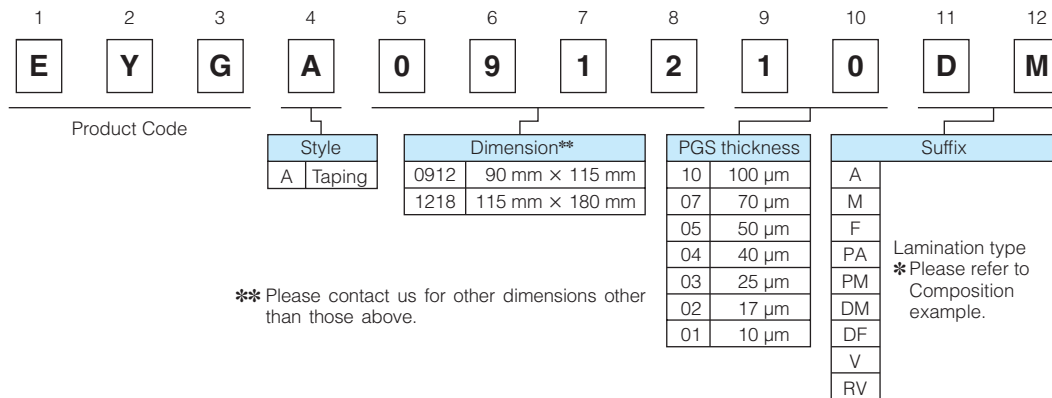 1 2 3 4 5 6 7 8 9 10 11 12
E Y G A 0 9 1 2 1 0 D M
Product Code
Style
A Taping
Dimension✱✱
0912 90 mm × 115 mm
1218 115 mm × 180 mm
PGS thickness
10 100 µm
07 70 µm
05 50 µm
04 40 µm
03 25 µm
02 17 µm
01 10 µm
Suffix
A
M
F
PA
PM
DM
DF
V
RV
Lamination type
✱Please refer to
Composition
example.
✱✱ Please contact us for other dimensions other
than those above.